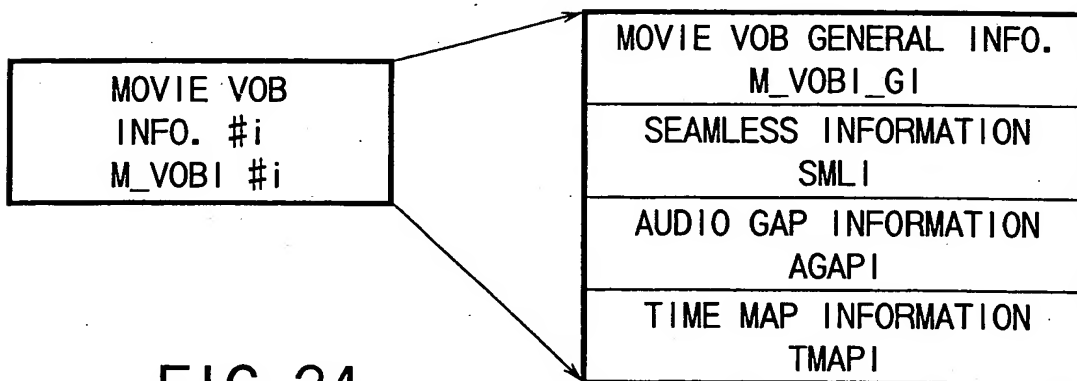 MOVIE VOB
INFO. #i
M_VOBI #i
MOVIE VOB GENERAL INFO.
M_VOBI_GI
SEAMLESS INFORMATION
SMLI
AUDIO GAP INFORMATION
AGAPI
TIME MAP INFORMATION
TMAPI